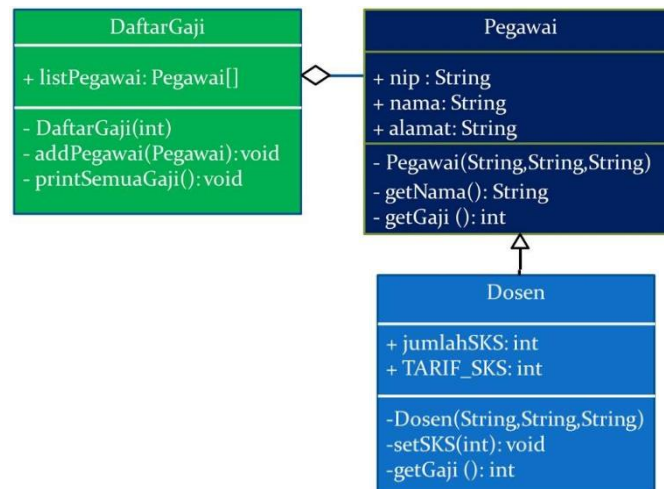 DaftarGaji
+ listPegawai: Pegawai[]
- DaftarGaji(int)
- addPegawai(Pegawai):void
- printSemuaGaji():void
Pegawai
+ nip : String
+ nama: String
+ alamat: String
- Pegawai(String,String,String)
- getNama(): String
- getGaji (): int
Dosen
+ jumlahSKS: int
+ TARIF_SKS: int
-Dosen(String,String,String)
-setSKS(int): void
-getGaji (): int